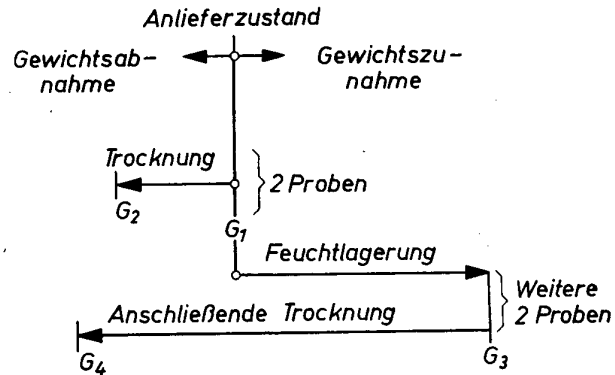 Anlieferzustand
Gewichtsab-
nahme
Gewichtszu-
nahme
Trocknung
2 Proben
G2
G1
Feuchtlagerung
Weitere
2 Proben
Anschließende Trocknung
G4
G3